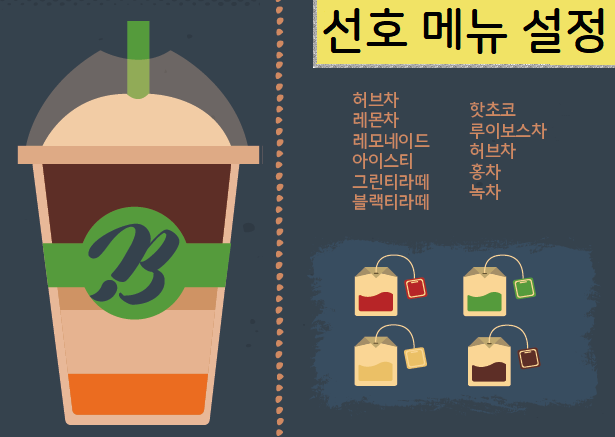 선호 메뉴 설정
허브차
레몬차
레모네이드
아이스티
그린티라떼
블랙티라떼
핫초코
루이보스차
허브차
홍차
녹차
B